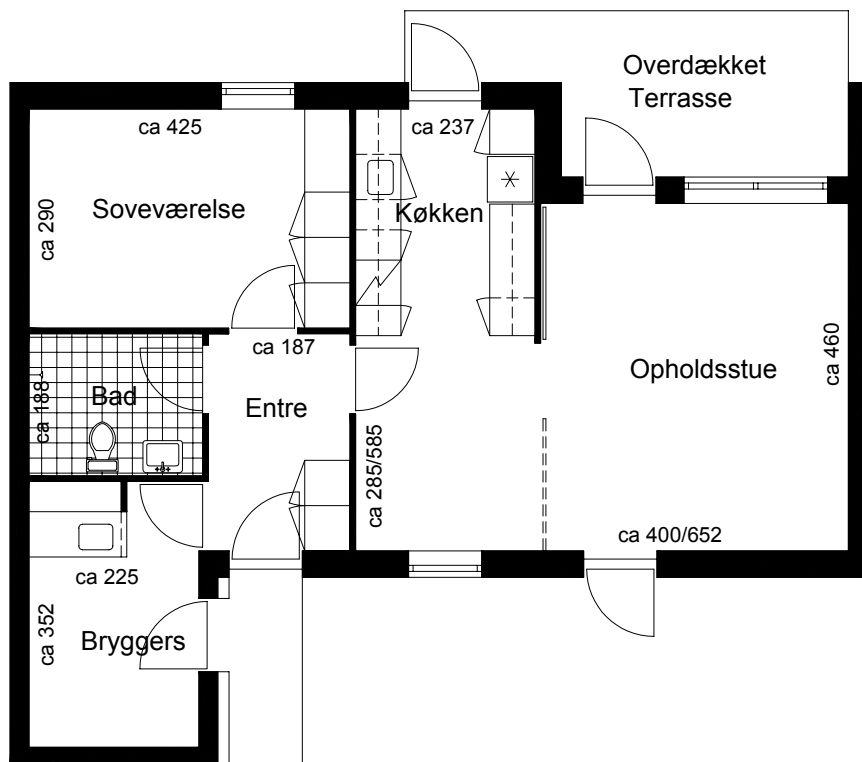 Overdækket
Terrasse
ca 425
ca 237
ca 290
Soveværelse
Køkken
ca 187
ca 460
Opholdsstue
ca 188
Bad
Entre
ca 285/585
ca 400/652
ca 225
ca 352
Bryggers